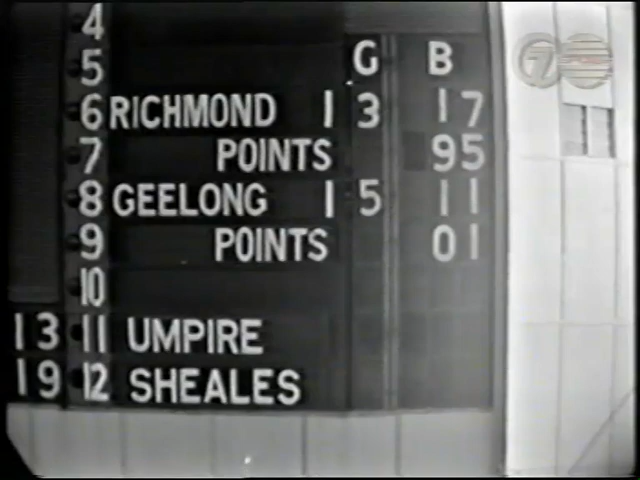 4
5 G B
6 RICHMOND 13 17
7 POINTS 95
8 GEELONG 15 11
9 POINTS 01
10
13 11 UMPIRE
19 12 SHEALES
7